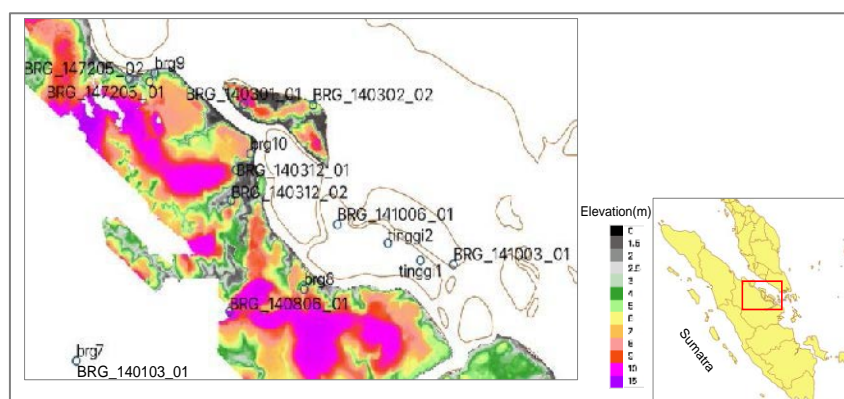 BRG_147205_02
brg9
BRG_147205_01
BRG_140301_01
BRG_140302_02
brg10
BRG_140312_01
BRG_140312_02
BRG_141006_01
tinggi2
tinggi1
BRG_141003_01
brg8
BRG_140806_01
brg7
BRG_140103_01
Elevation(m)
0
1.5
2
2.5
3
4
5
6
7
8
9
10
15
Sumatra